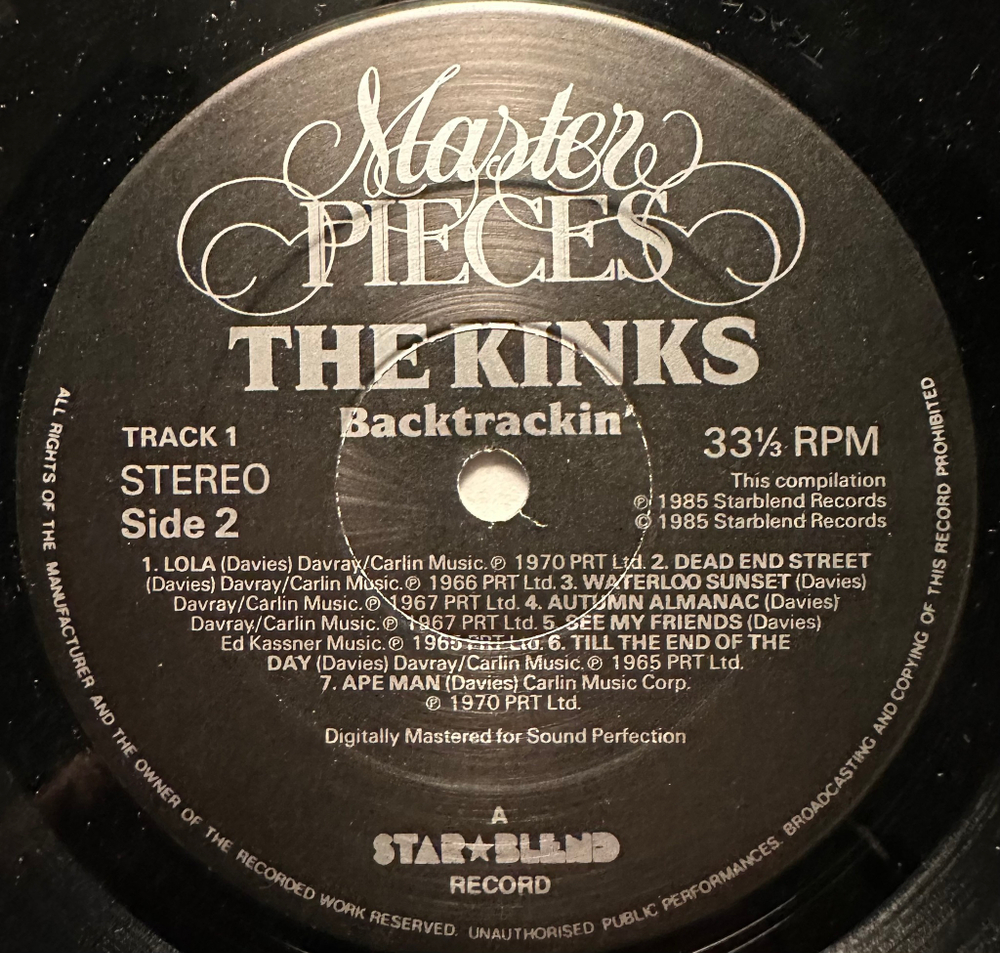 Master
PIECES
THE KINKS
Backtrackin'
TRACK 1
STEREO
Side 2
33⅓ RPM
This compilation
℗ 1985 Starblend Records
© 1985 Starblend Records
1. LOLA (Davies) Davray/Carlin Music.℗ 1970 PRT Ltd. 2. DEAD END STREET
(Davies) Davray/Carlin Music.℗ 1966 PRT Ltd. 3. WATERLOO SUNSET (Davies)
Davray/Carlin Music.℗ 1967 PRT Ltd. 4. AUTUMN ALMANAC (Davies)
Davray/Carlin Music.℗ 1967 PRT Ltd. 5. SEE MY FRIENDS (Davies)
Ed Kassner Music.℗ 1965 PRT Ltd. 6. TILL THE END OF THE
DAY (Davies) Davray/Carlin Music.℗ 1965 PRT Ltd.
7. APE MAN (Davies) Carlin Music Corp.
℗ 1970 PRT Ltd.
Digitally Mastered for Sound Perfection
A
STAR★BLEND
RECORD
ALL RIGHTS OF THE MANUFACTURER AND THE OWNER OF THE RECORDED WORK RESERVED. UNAUTHORISED PUBLIC PERFORMANCES. BROADCASTING AND COPYING OF THIS RECORD PROHIBITED